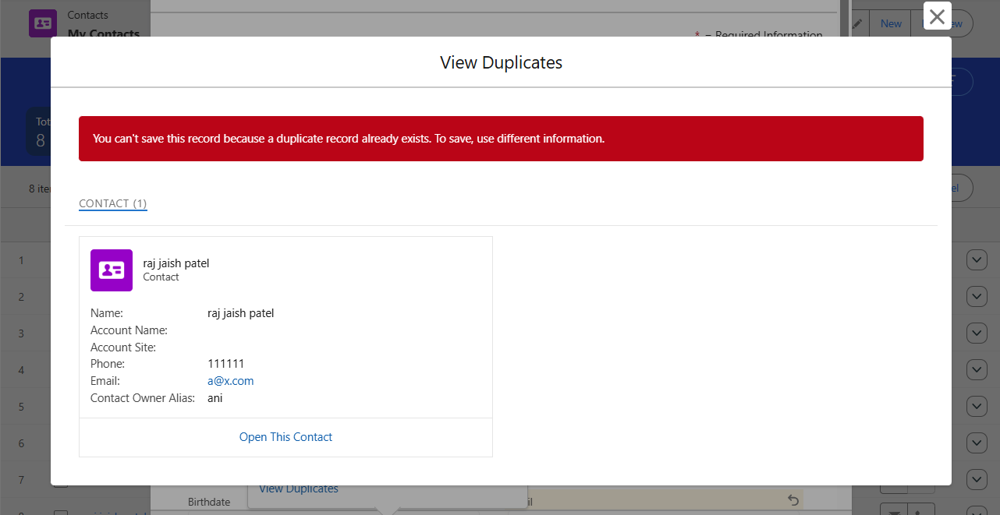 Contacts
My Contacts
* = Required Information
New
View Duplicates
Tot
8
You can't save this record because a duplicate record already exists. To save, use different information.
8 ite
CONTACT (1)
raj jaish patel
Contact
Name: raj jaish patel
Account Name:
Account Site:
Phone: 111111
Email: a@x.com
Contact Owner Alias: ani
Open This Contact
1
2
3
4
5
6
7
View Duplicates
Birthdate